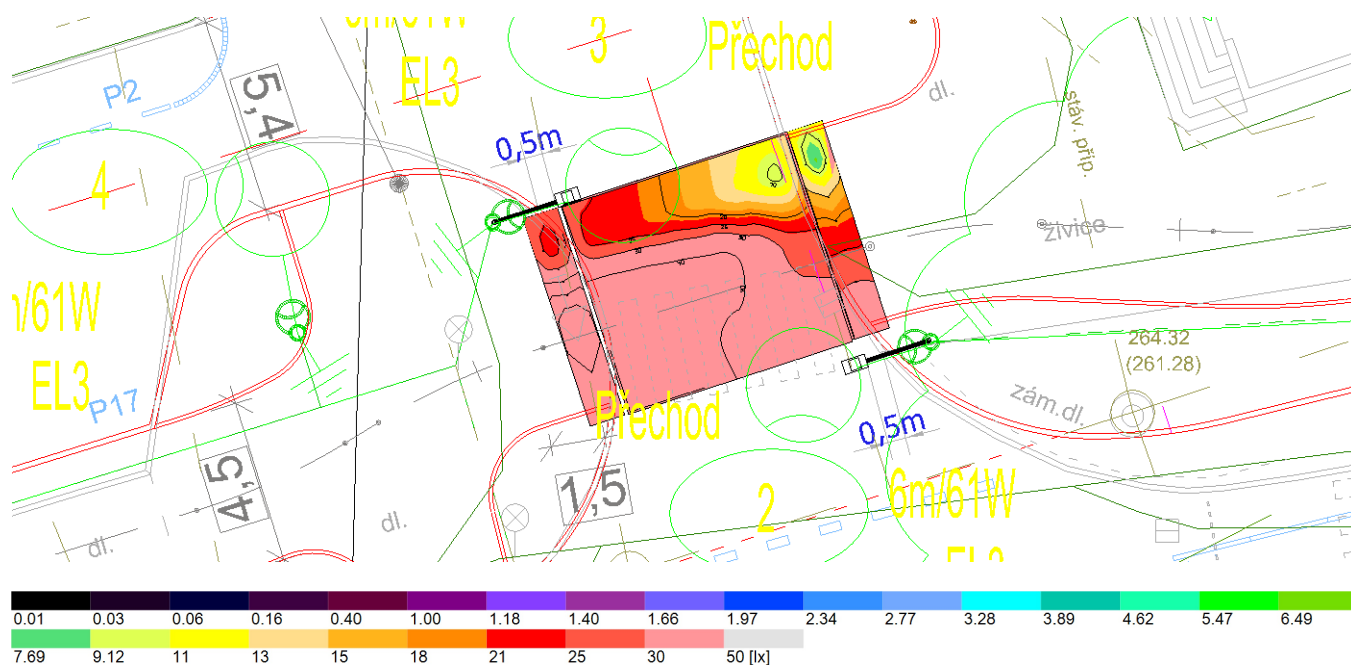 6m/61W
EL3
3
Přechod
P2
5,4
0,5m
dl.
stáv. příp.
4
živice
m/61W
EL3
P17
Přechod
264.32
(261.28)
zám.dl.
0,5m
4,5
1,5
2
6m/61W
EL3
dl.
dl.
0.01 0.03 0.06 0.16 0.40 1.00 1.18 1.40 1.66 1.97 2.34 2.77 3.28 3.89 4.62 5.47 6.49
7.69 9.12 11 13 15 18 21 25 30 50 [lx]